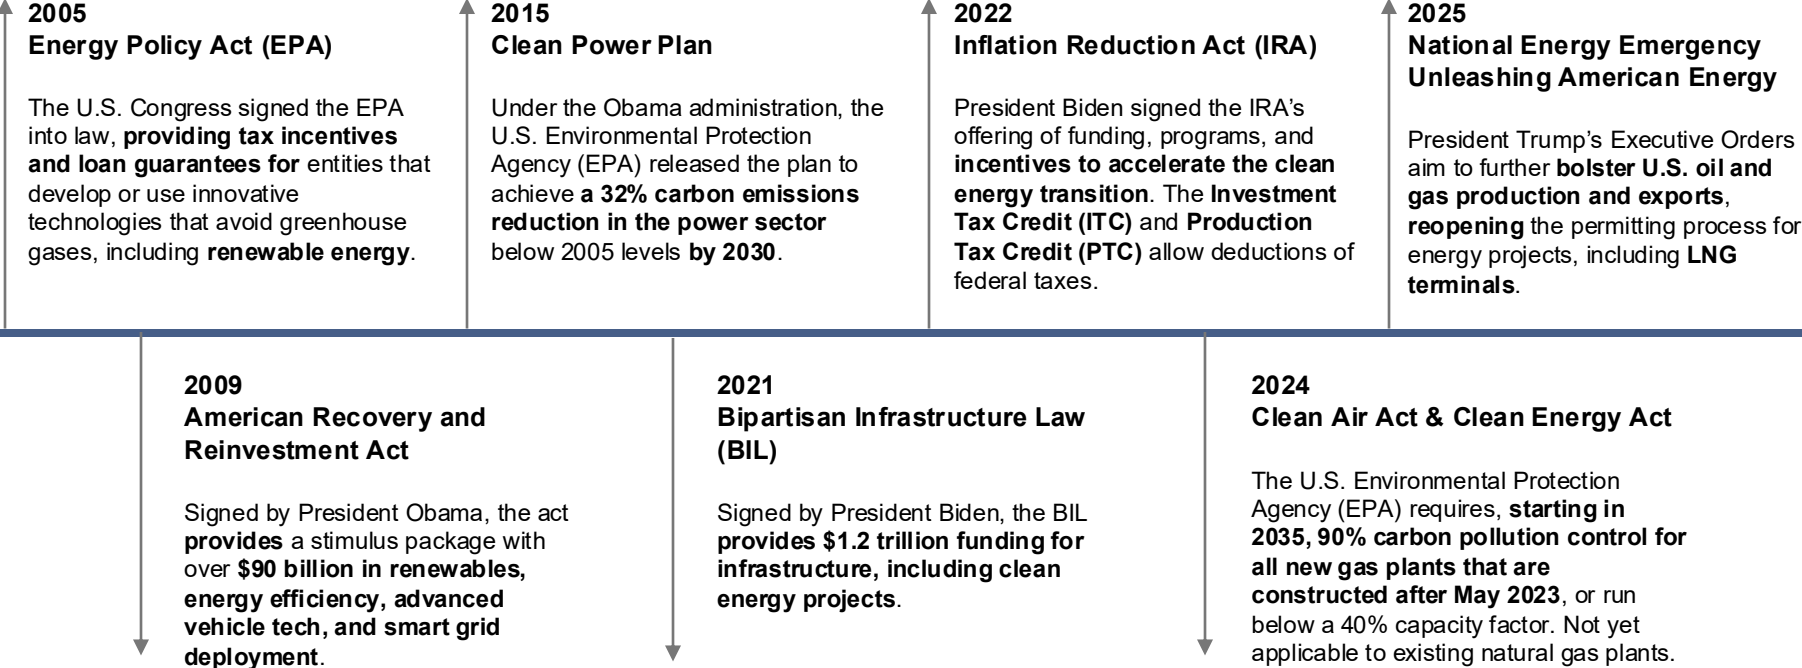 2005
Energy Policy Act (EPA)
The U.S. Congress signed the EPA
into law, providing tax incentives
and loan guarantees for entities that
develop or use innovative
technologies that avoid greenhouse
gases, including renewable energy.
2015
Clean Power Plan
Under the Obama administration, the
U.S. Environmental Protection
Agency (EPA) released the plan to
achieve a 32% carbon emissions
reduction in the power sector
below 2005 levels by 2030.
2022
Inflation Reduction Act (IRA)
President Biden signed the IRA's
offering of funding, programs, and
incentives to accelerate the clean
energy transition. The Investment
Tax Credit (ITC) and Production
Tax Credit (PTC) allow deductions of
federal taxes.
2025
National Energy Emergency
Unleashing American Energy
President Trump's Executive Orders
aim to further bolster U.S. oil and
gas production and exports,
reopening the permitting process for
energy projects, including LNG
terminals.
2009
American Recovery and
Reinvestment Act
Signed by President Obama, the act
provides a stimulus package with
over $90 billion in renewables,
energy efficiency, advanced
vehicle tech, and smart grid
deployment.
2021
Bipartisan Infrastructure Law
(BIL)
Signed by President Biden, the BIL
provides $1.2 trillion funding for
infrastructure, including clean
energy projects.
2024
Clean Air Act & Clean Energy Act
The U.S. Environmental Protection
Agency (EPA) requires, starting in
2035, 90% carbon pollution control for
all new gas plants that are
constructed after May 2023, or run
below a 40% capacity factor. Not yet
applicable to existing natural gas plants.